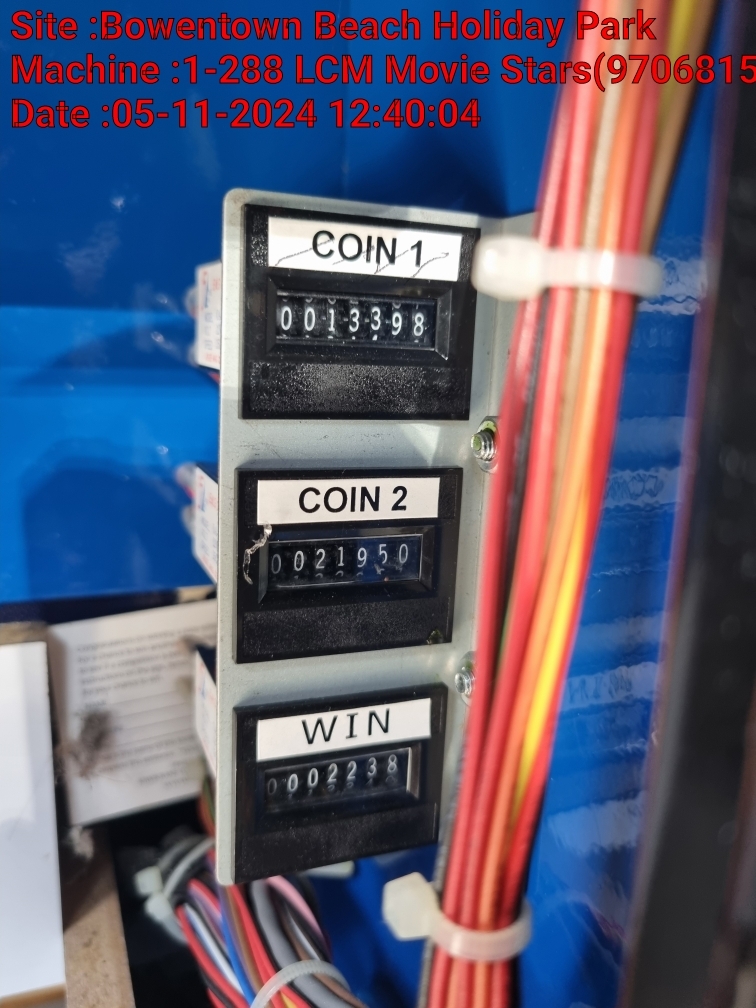 Site :Bowentown Beach Holiday Park
Machine :1-288 LCM Movie Stars(9706815
Date :05-11-2024 12:40:04
COIN 1
0013398
COIN 2
0021950
WIN
0002238